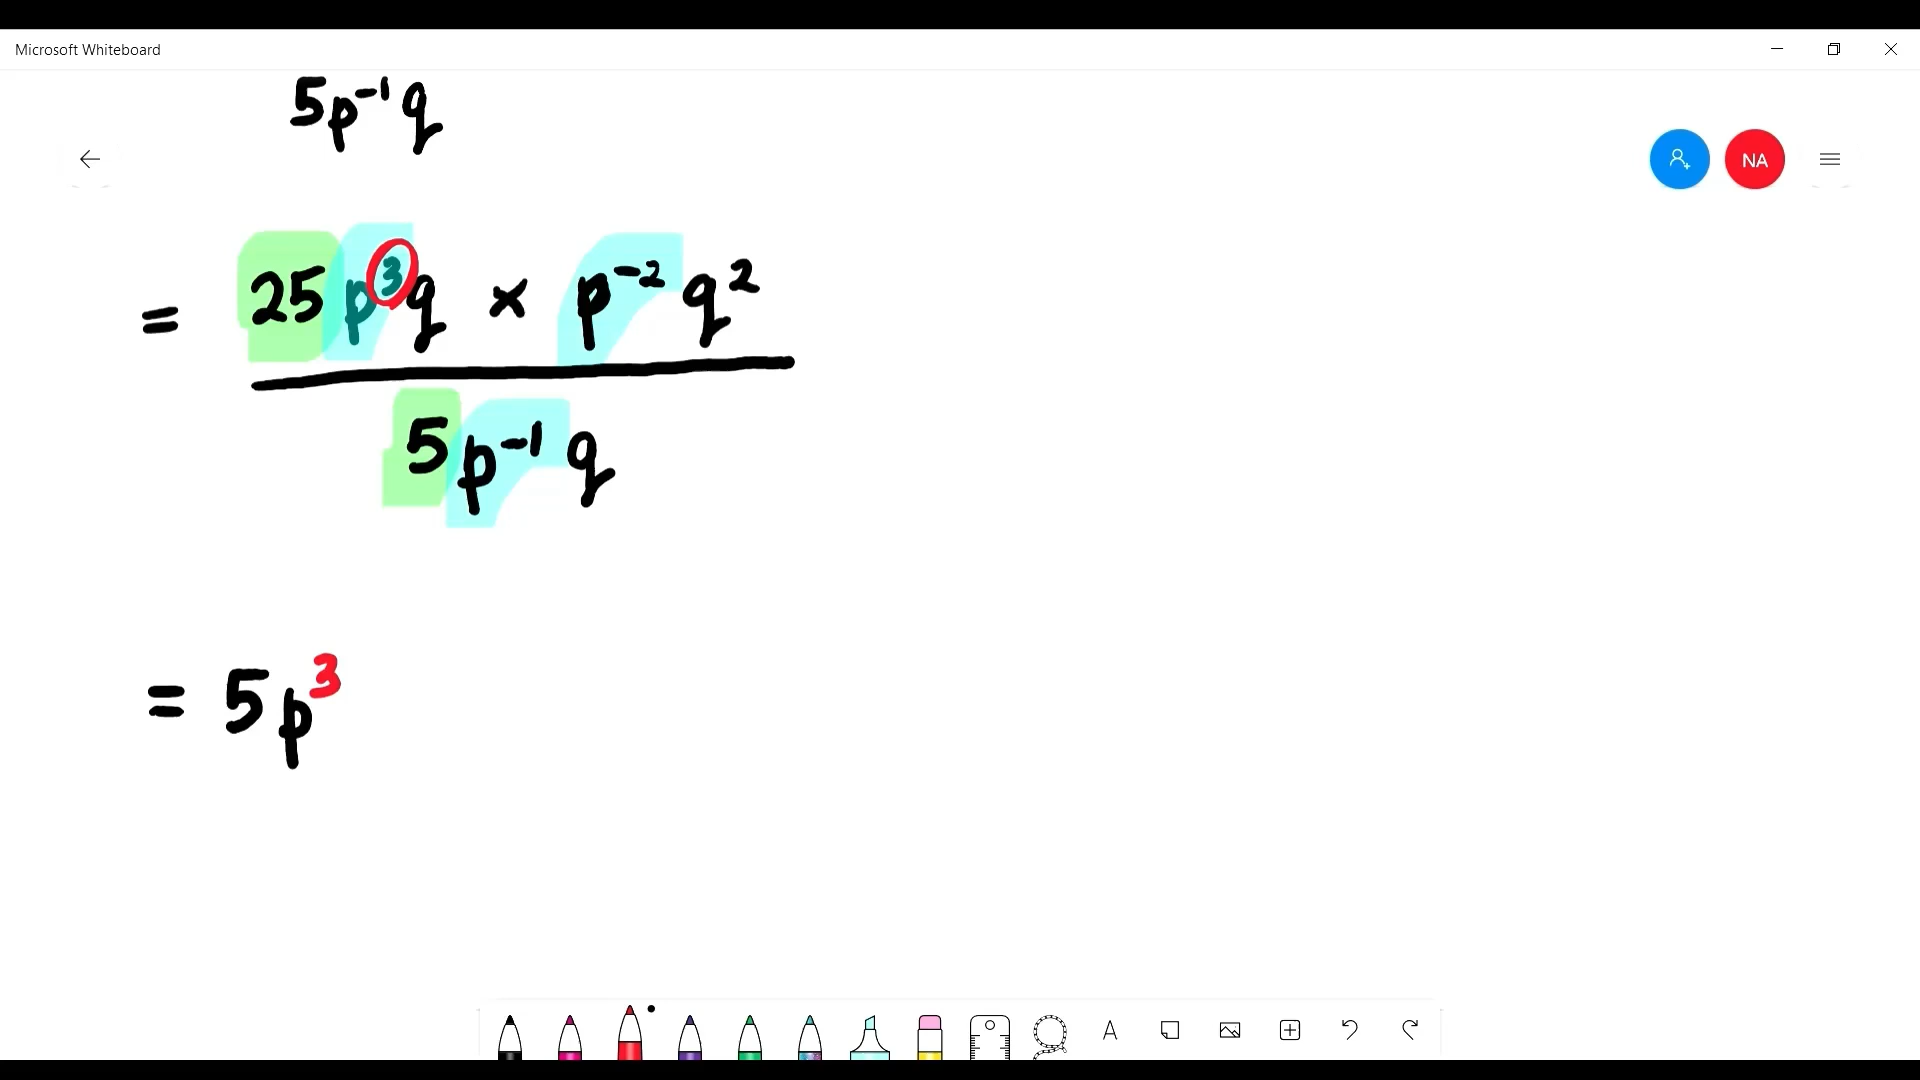 Microsoft Whiteboard
5p⁻¹q
NA
= 25p³q × p⁻²q²
5p⁻¹q
= 5p³
A